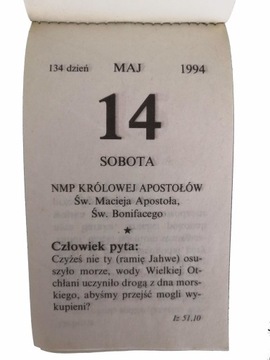 134 dzień MAJ 1994
14
SOBOTA
NMP KRÓLOWEJ APOSTOŁÓW
Św. Macieja Apostoła,
Św. Bonifacego
★
Człowiek pyta:
Czyżeś nie ty (ramię Jahwe) osu-
szyło morze, wody Wielkiej Ot-
chłani uczyniło drogą z dna mor-
skiego, abyśmy przejść mogli wy-
kupieni?
Iz 51,10